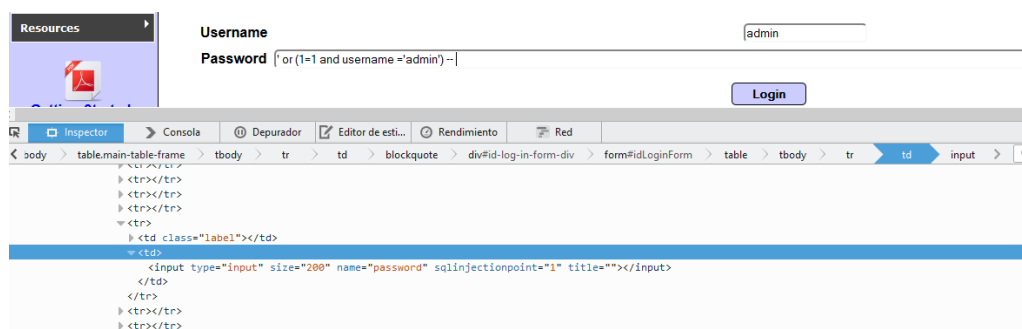 Resources
Username
admin
Password
' or (1=1 and username ='admin') --
Login
Inspector
Consola
Depurador
Editor de esti...
Rendimiento
Red
body
table.main-table-frame
tbody
tr
td
blockquote
div#id-log-in-form-div
form#idLoginForm
table
tbody
tr
td
input
<tr></tr>
<tr></tr>
<tr></tr>
<tr></tr>
<tr>
<td class="label"></td>
<td>
<input type="input" size="200" name="password" sqlinjectionpoint="1" title=""></input>
</td>
</tr>
<tr></tr>
<tr></tr>